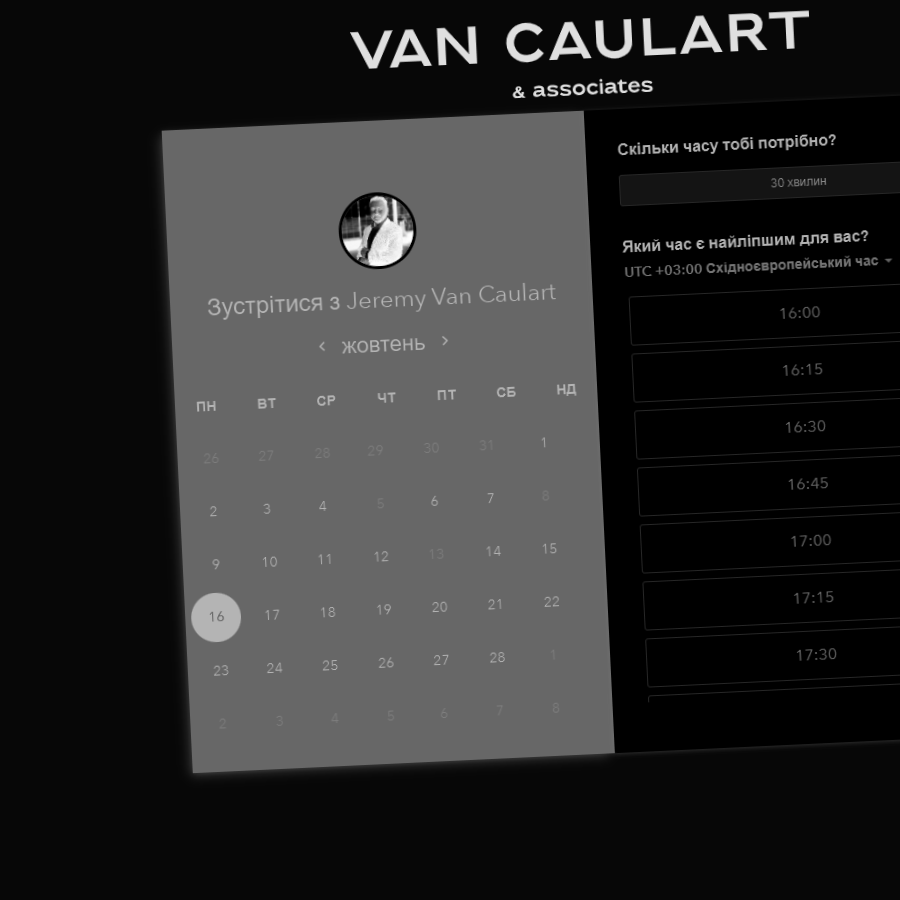 VAN CAULART
& associates
Зустрітися з Jeremy Van Caulart
жовтень
ПН ВТ СР ЧТ ПТ СБ НД
26 27 28 29 30 31 1
2 3 4 5 6 7 8
9 10 11 12 13 14 15
16 17 18 19 20 21 22
23 24 25 26 27 28 1
2 3 4 5 6 7 8
Скільки часу тобі потрібно?
30 хвилин
Який час є найліпшим для вас?
UTC +03:00 Східноєвропейський час
16:00
16:15
16:30
16:45
17:00
17:15
17:30